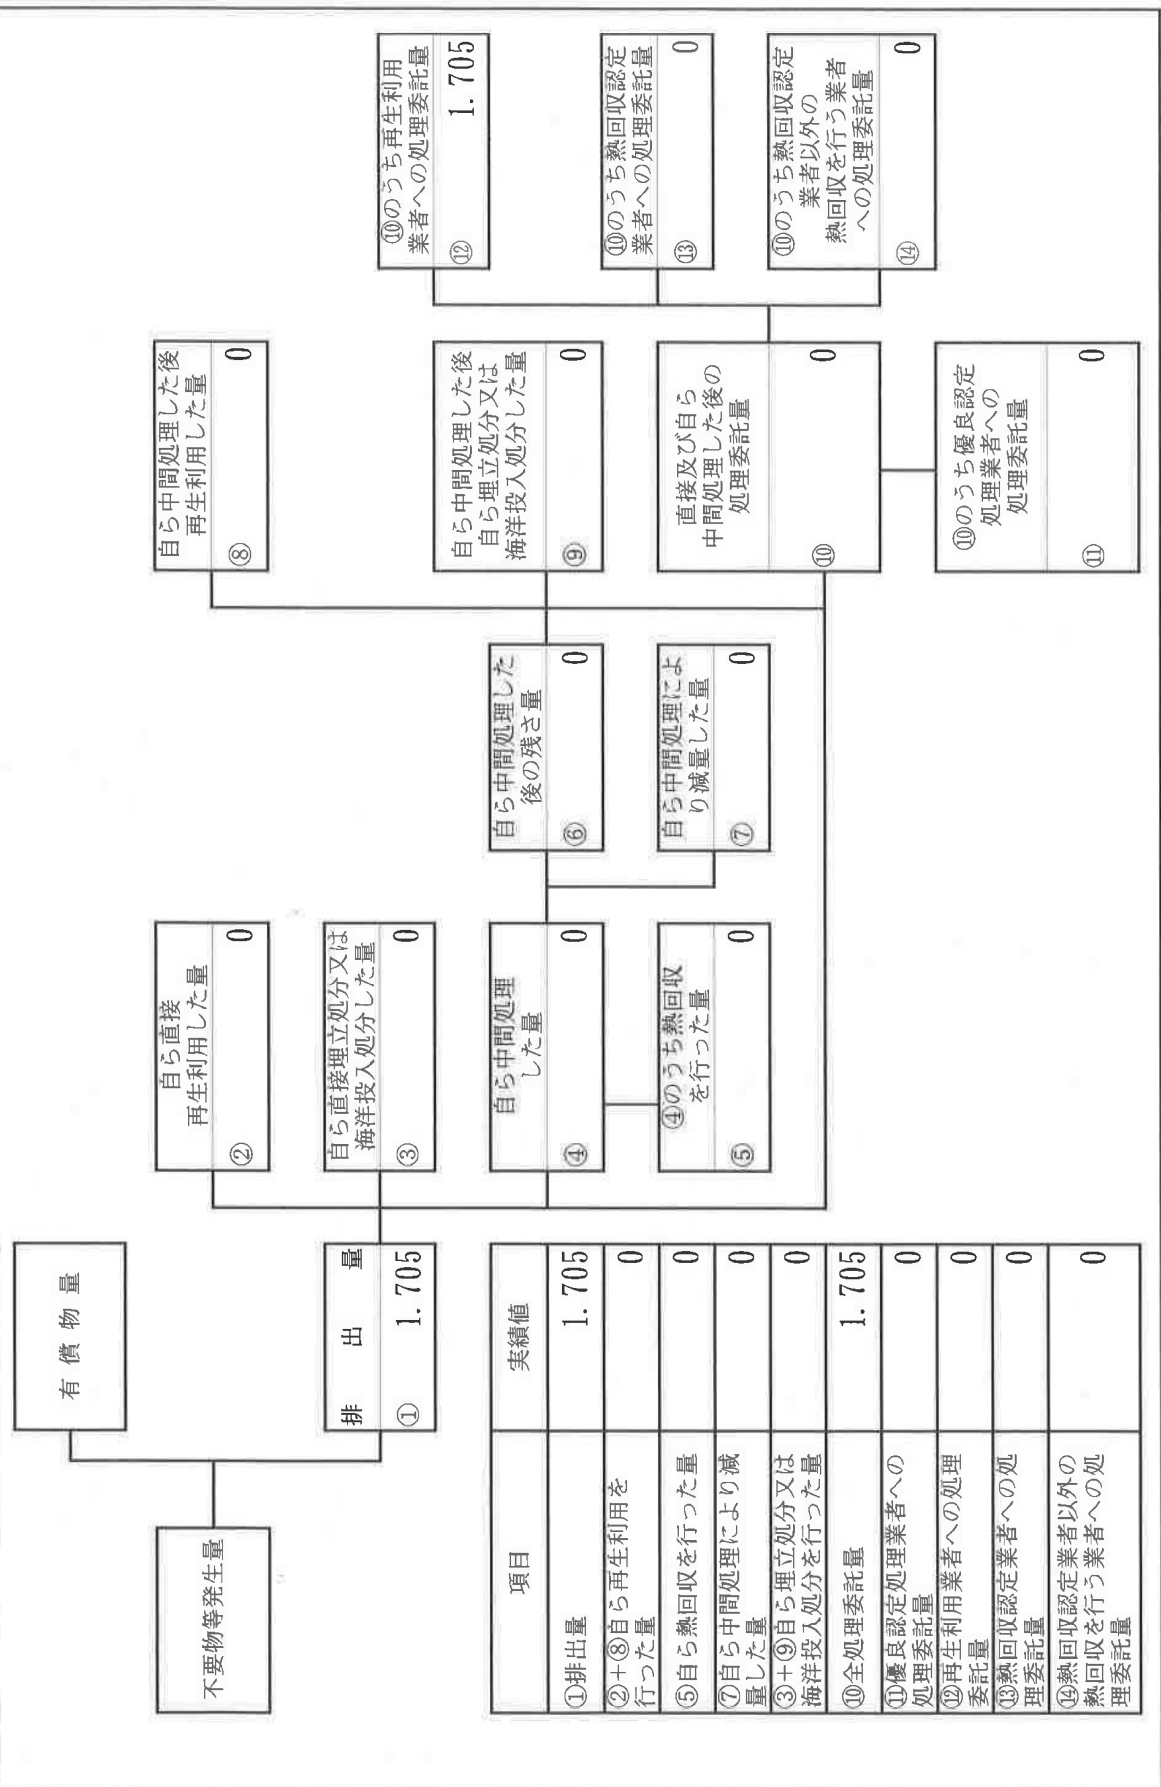 有償物量
不要物等発生量
排出量
① 1.705
自ら直接
再生利用した量
② 0
自ら直接埋立処分又は
海洋投入処分した量
③ 0
自ら中間処理
した量
④ 0
④のうち熱回収
を行った量
⑤ 0
自ら中間処理した
後の残さ量
⑥ 0
自ら中間処理によ
り減量した量
⑦ 0
自ら中間処理した後
再生利用した量
⑧ 0
自ら中間処理した後
自ら埋立処分又は
海洋投入処分した量
⑨ 0
直接及び自ら
中間処理した後の
処理委託量
⑩ 0
⑩のうち優良認定
処理業者への
処理委託量
⑪ 0
⑩のうち再生利用
業者への処理委託量
⑫ 1.705
⑩のうち熱回収認定
業者への処理委託量
⑬ 0
⑩のうち熱回収認定
業者以外の
熱回収を行う業者
への処理委託量
⑭ 0
項目 実績値
①排出量 1.705
②+⑧自ら再生利用を
行った量 0
⑤自ら熱回収を行った量 0
⑦自ら中間処理により減
量した量 0
③+⑨自ら埋立処分又は
海洋投入処分を行った量 0
⑩全処理委託量 1.705
⑪優良認定処理業者への
処理委託量 0
⑫再生利用業者への処理
委託量 0
⑬熱回収認定業者への処
理委託量 0
⑭熱回収認定業者以外の
熱回収を行う業者への処
理委託量 0